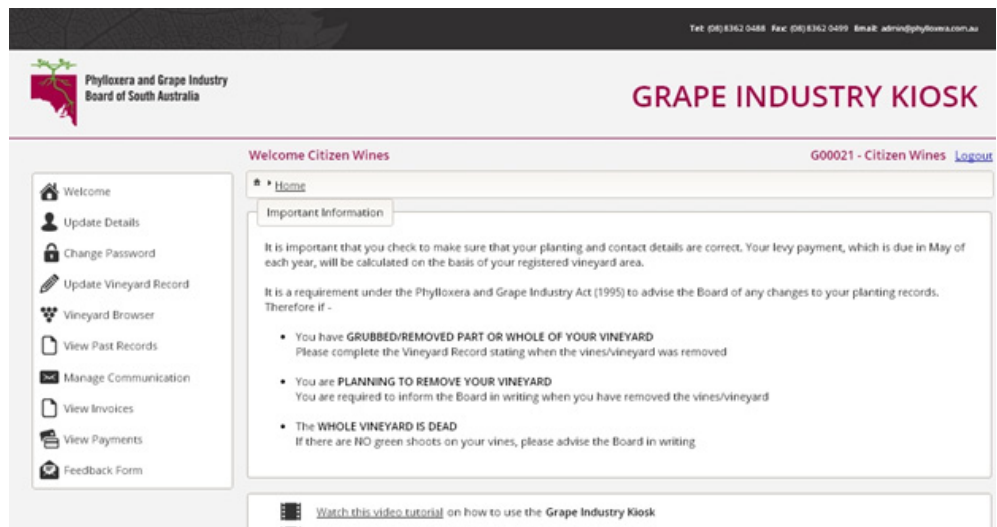 Tel: (08) 8362 0488 Fax: (08) 8362 0499 Email: admin@phylloxera.com.au
Phylloxera and Grape Industry
Board of South Australia
GRAPE INDUSTRY KIOSK
Welcome Citizen Wines
G00021 - Citizen Wines Logout
Welcome
Update Details
Change Password
Update Vineyard Record
Vineyard Browser
View Past Records
Manage Communication
View Invoices
View Payments
Feedback Form
Home
Important Information
It is important that you check to make sure that your planting and contact details are correct. Your levy payment, which is due in May of
each year, will be calculated on the basis of your registered vineyard area.
It is a requirement under the Phylloxera and Grape Industry Act (1995) to advise the Board of any changes to your planting records.
Therefore if -
• You have GRUBBED/REMOVED PART OR WHOLE OF YOUR VINEYARD
Please complete the Vineyard Record stating when the vines/vineyard was removed
• You are PLANNING TO REMOVE YOUR VINEYARD
You are required to inform the Board in writing when you have removed the vines/vineyard
• The WHOLE VINEYARD IS DEAD
If there are NO green shoots on your vines, please advise the Board in writing
Watch this video tutorial on how to use the Grape Industry Kiosk